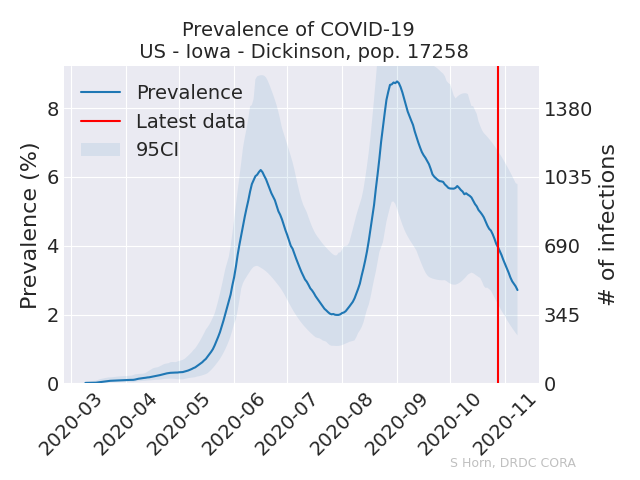 Prevalence of COVID-19
US - Iowa - Dickinson, pop. 17258
Prevalence
Latest data
95CI
Prevalence (%)
8
6
4
2
0
1380
1035
690
345
0
# of infections
2020-03
2020-04
2020-05
2020-06
2020-07
2020-08
2020-09
2020-10
2020-11
S Horn, DRDC CORA